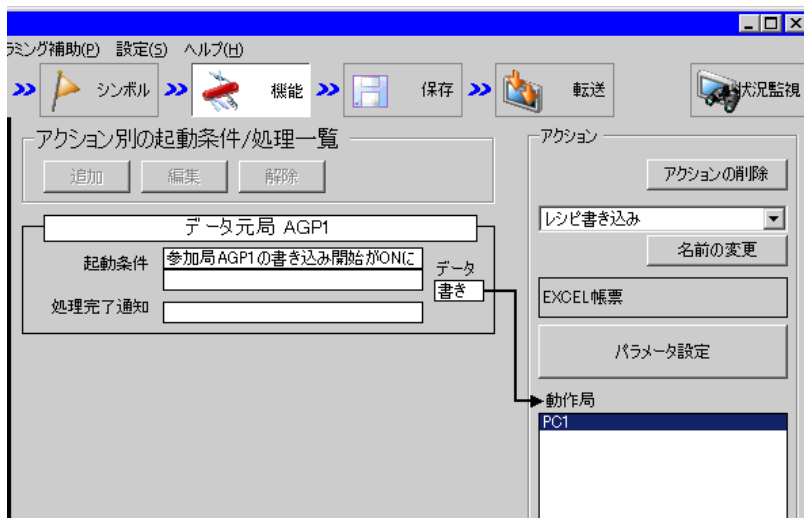 ラミング補助(P) 設定(S) ヘルプ(H)
シンボル 機能 保存 転送 状況監視
アクション別の起動条件/処理一覧
追加 編集 解除
データ元局 AGP1
起動条件 参加局AGP1の書き込み開始がONに
データ
書き
処理完了通知
アクション
アクションの削除
レシピ書き込み
名前の変更
EXCEL帳票
パラメータ設定
動作局
PC1